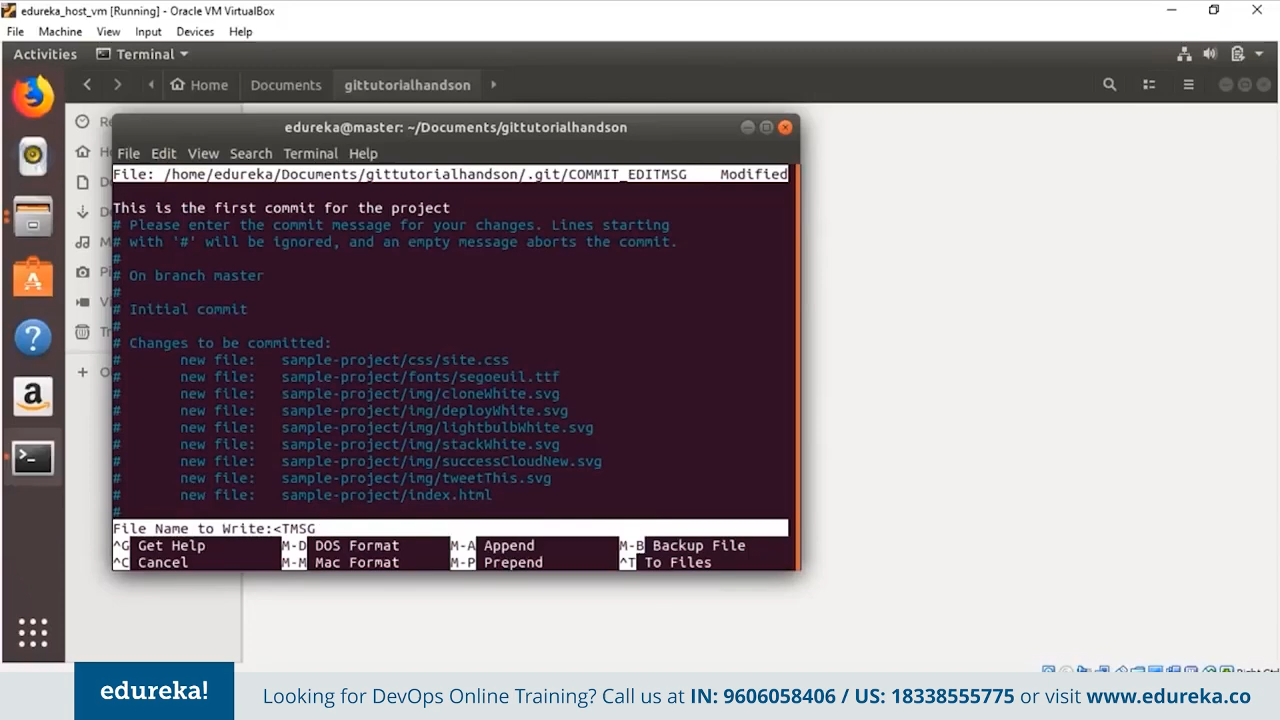 edureka_host_vm [Running] - Oracle VM VirtualBox
File Machine View Input Devices Help
Activities Terminal
Home Documents gittutorialhandson
edureka@master: ~/Documents/gittutorialhandson
File Edit View Search Terminal Help
File: /home/edureka/Documents/gittutorialhandson/.git/COMMIT_EDITMSG Modified
This is the first commit for the project
# Please enter the commit message for your changes. Lines starting
# with '#' will be ignored, and an empty message aborts the commit.
#
# On branch master
#
# Initial commit
#
# Changes to be committed:
# new file: sample-project/css/site.css
# new file: sample-project/fonts/segoeuil.ttf
# new file: sample-project/img/cloneWhite.svg
# new file: sample-project/img/deployWhite.svg
# new file: sample-project/img/lightbulbWhite.svg
# new file: sample-project/img/stackWhite.svg
# new file: sample-project/img/successCloudNew.svg
# new file: sample-project/img/tweetThis.svg
# new file: sample-project/index.html
#
File Name to Write:<TMSG
^G Get Help M-D DOS Format M-A Append M-B Backup File
^C Cancel M-M Mac Format M-P Prepend ^T To Files
edureka! Looking for DevOps Online Training? Call us at IN: 9606058406 / US: 18338555775 or visit www.edureka.co